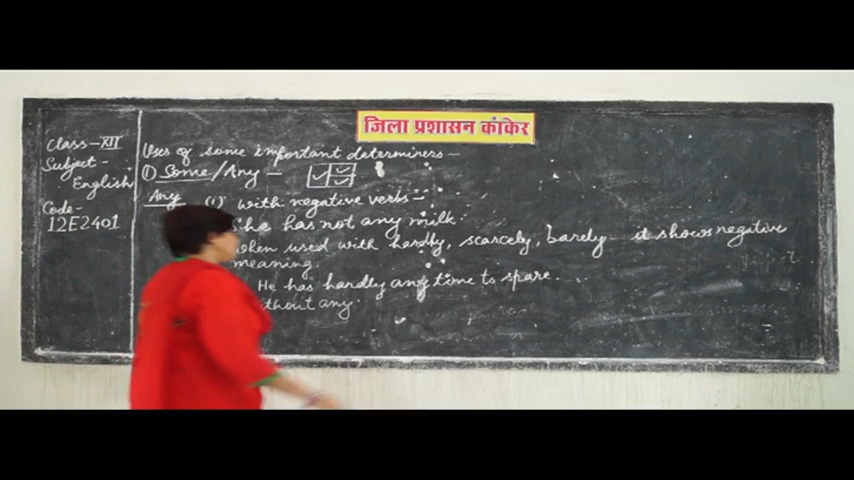 जिला प्रशासन कांकेर
Class - XII
Subject -
English
Code -
12E2401
Uses of some important determiners -
(1) Some/Any -
Any (i) with negative verbs -
She has not any milk.
when used with hardly, scarcely, barely it shows negative
meaning.
He has hardly any time to spare.
any.